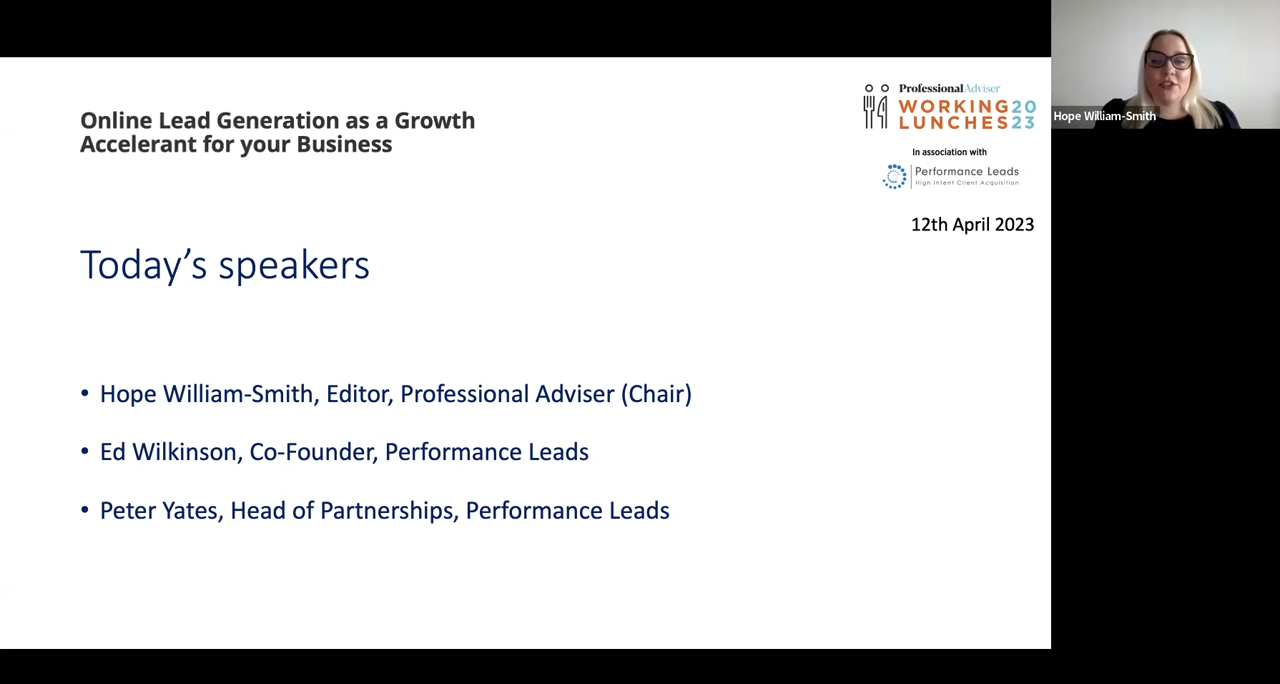 Online Lead Generation as a Growth
Accelerant for your Business
Professional Adviser
WORKING 20
LUNCHES 23
In association with
Performance Leads
High Intent Client Acquisition
12th April 2023
Today’s speakers
• Hope William-Smith, Editor, Professional Adviser (Chair)
• Ed Wilkinson, Co-Founder, Performance Leads
• Peter Yates, Head of Partnerships, Performance Leads
Hope William-Smith